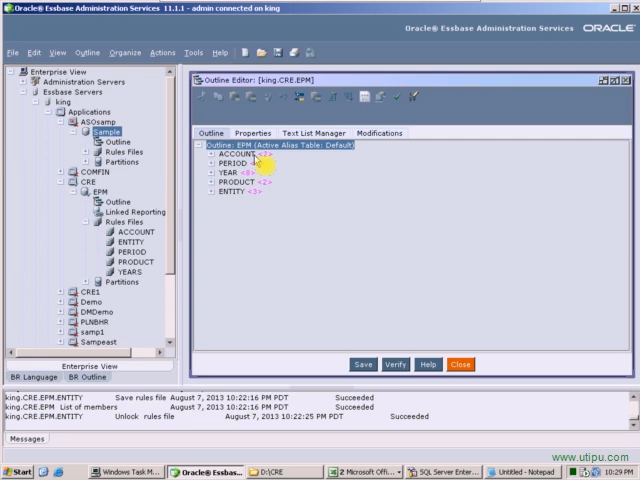 Oracle® Essbase Administration Services 11.1.1 - admin connected on king
Oracle® Essbase Administration Services ORACLE
File Edit View Outline Organize Actions Tools Help
Enterprise View
Administration Servers
Essbase Servers
king
Applications
ASOsamp
Sample
Outline
Rules Files
Partitions
COMFIN
CRE
EPM
Outline
Linked Reporting
Rules Files
ACCOUNT
ENTITY
PERIOD
PRODUCT
YEARS
Partitions
CRE1
Demo
DMDemo
PLNBHR
samp1
Sampeast
Enterprise View
BR Language BR Outline
Outline Editor: [king.CRE.EPM]
Outline Properties Text List Manager Modifications
Outline: EPM (Active Alias Table: Default)
ACCOUNT <2>
PERIOD
YEAR <8>
PRODUCT <2>
ENTITY <3>
Save Verify Help Close
king.CRE.EPM.ENTITY Save rules file August 7, 2013 10:22:16 PM PDT Succeeded
king.CRE.EPM List of members August 7, 2013 10:22:16 PM PDT Succeeded
king.CRE.EPM.ENTITY Unlock rules file August 7, 2013 10:22:25 PM PDT Succeeded
Messages
www.utipu.com
Start Windows Task M... Oracle® Essbas... D:\CRE 2 Microsoft Offi... SQL Server Enter... Untitled - Notepad 10:29 PM